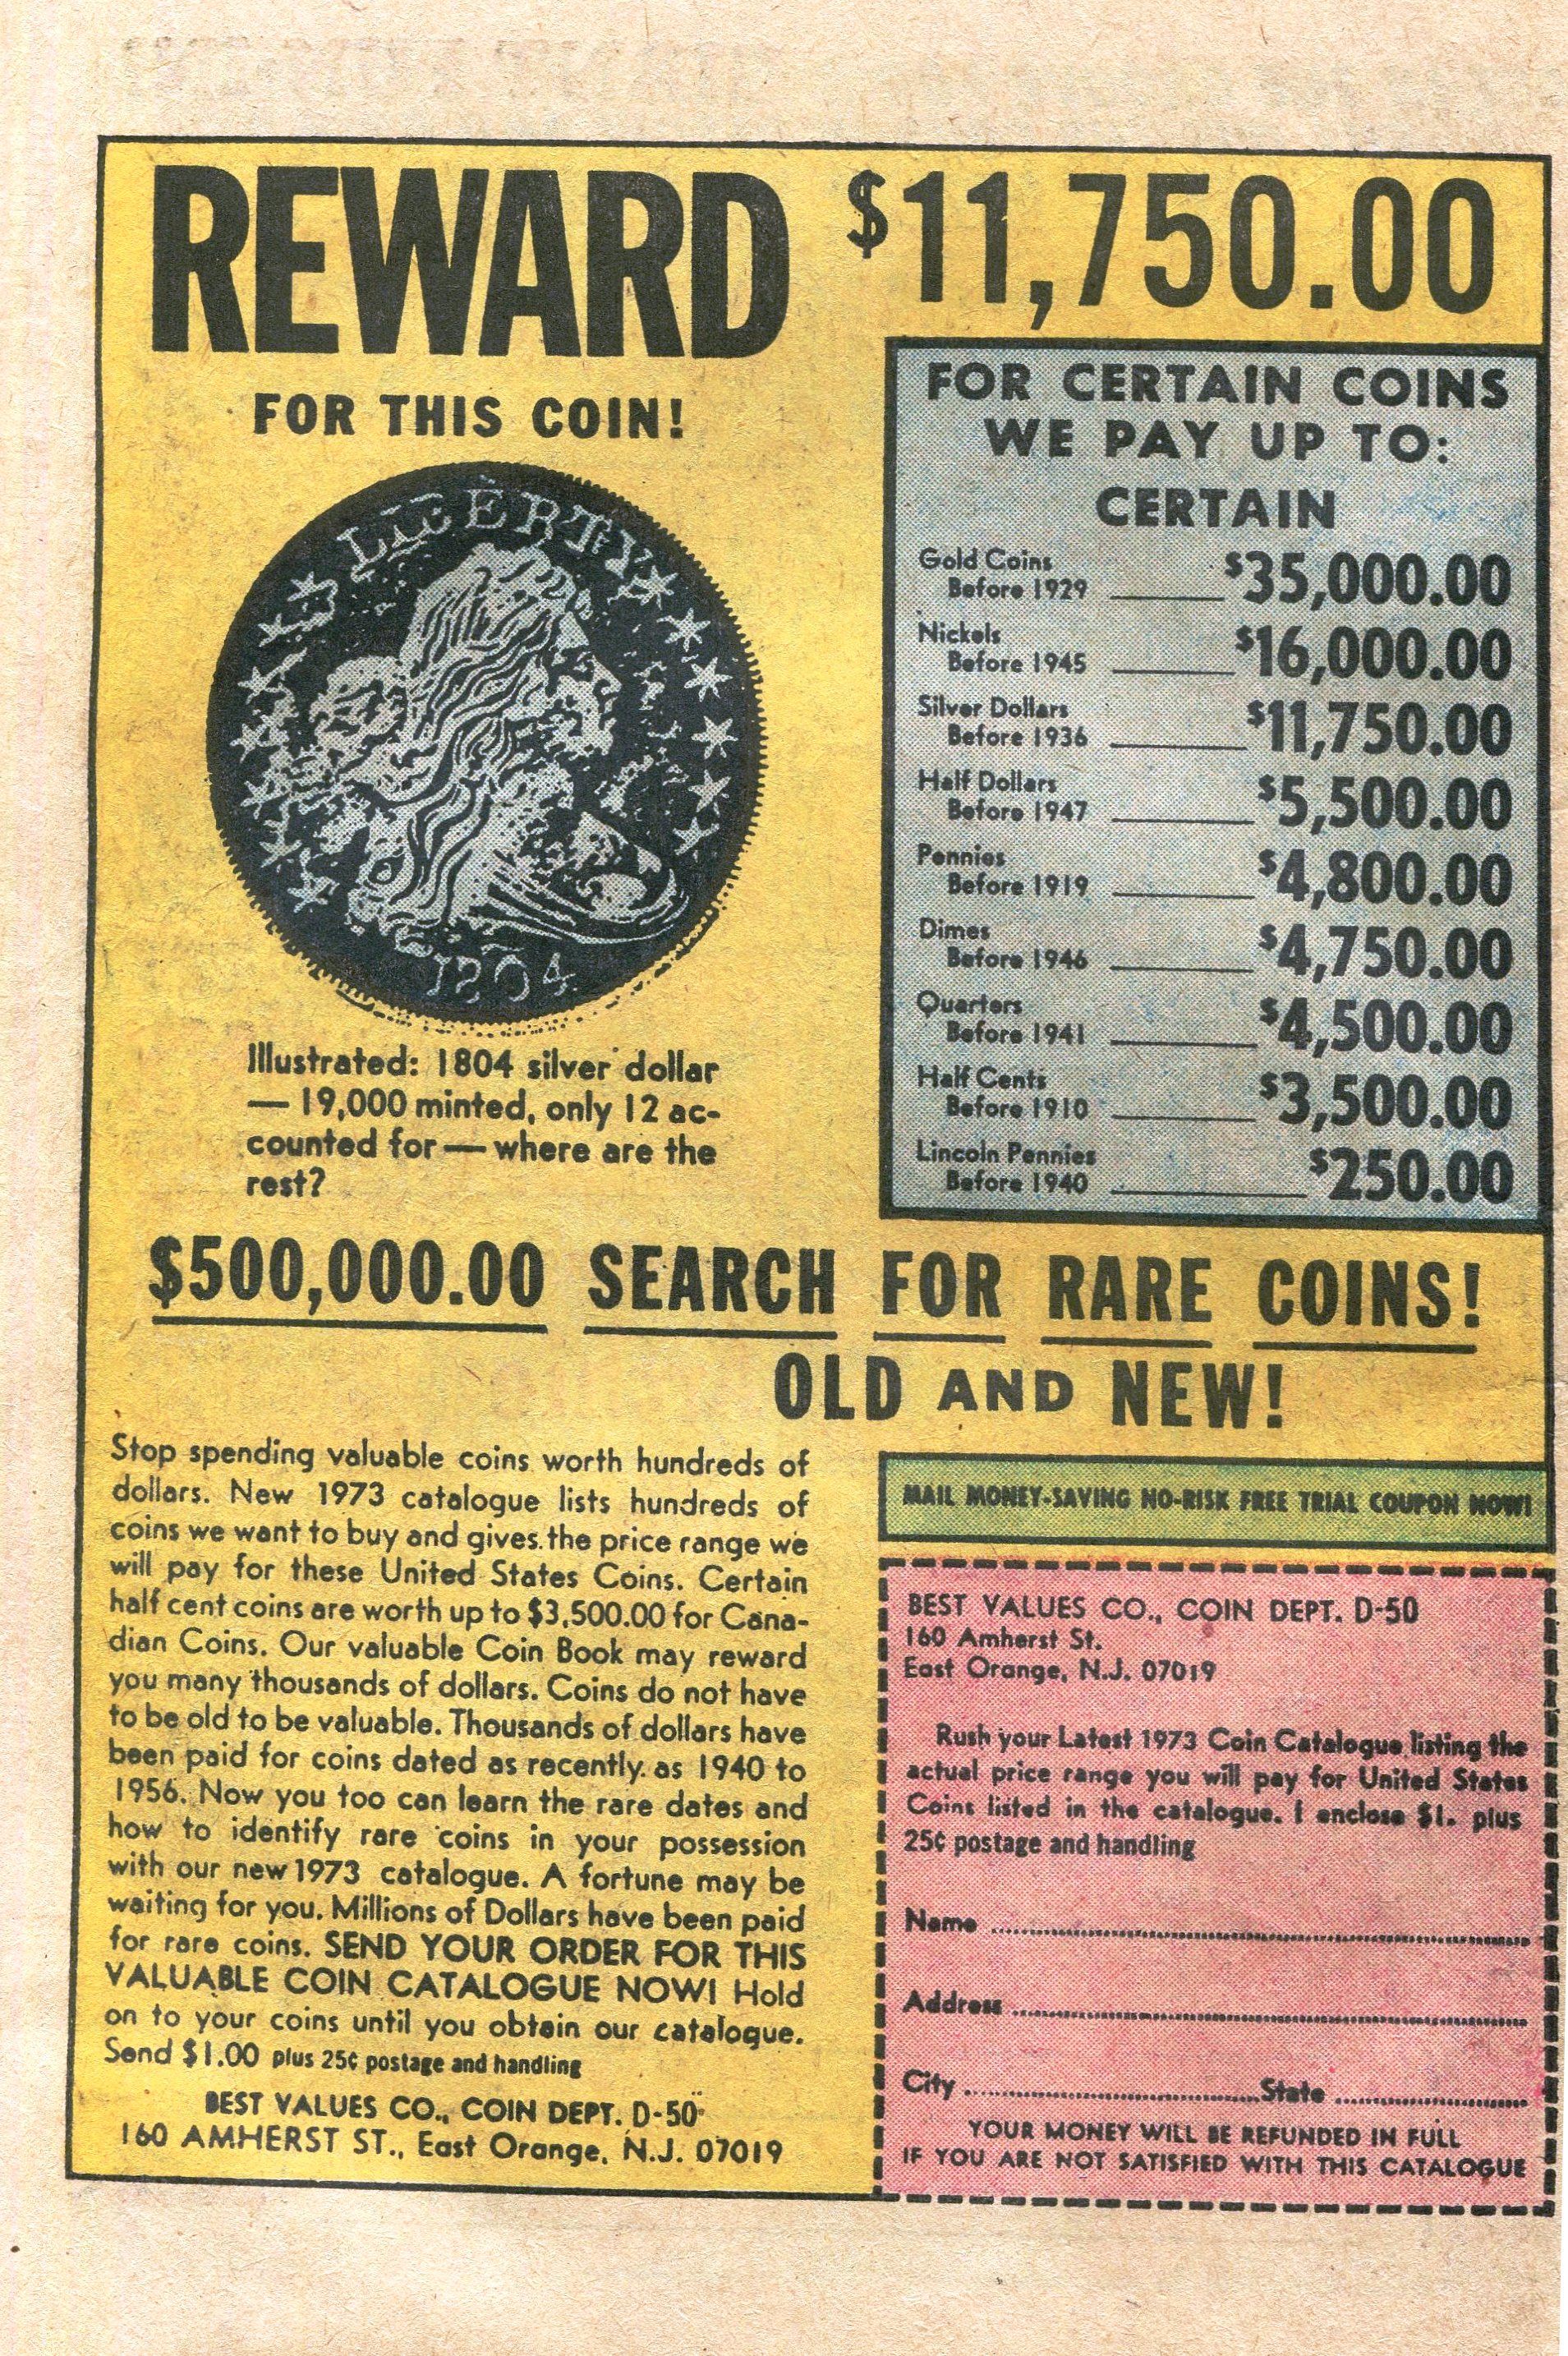 REWARD $11,750.00
FOR THIS COIN!
LIBERTY
1804
Illustrated: 1804 silver dollar
— 19,000 minted, only 12 ac-
counted for — where are the
rest?
FOR CERTAIN COINS
WE PAY UP TO:
CERTAIN
Gold Coins
Before 1929 $35,000.00
Nickels
Before 1945 $16,000.00
Silver Dollars
Before 1936 $11,750.00
Half Dollars
Before 1947 $5,500.00
Pennies
Before 1919 $4,800.00
Dimes
Before 1946 $4,750.00
Quarters
Before 1941 $4,500.00
Half Cents
Before 1910 $3,500.00
Lincoln Pennies
Before 1940 $250.00
$500,000.00 SEARCH FOR RARE COINS!
OLD AND NEW!
Stop spending valuable coins worth hundreds of
dollars. New 1973 catalogue lists hundreds of
coins we want to buy and gives the price range we
will pay for these United States Coins. Certain
half cent coins are worth up to $3,500.00 for Cana-
dian Coins. Our valuable Coin Book may reward
you many thousands of dollars. Coins do not have
to be old to be valuable. Thousands of dollars have
been paid for coins dated as recently as 1940 to
1956. Now you too can learn the rare dates and
how to identify rare coins in your possession
with our new 1973 catalogue. A fortune may be
waiting for you. Millions of Dollars have been paid
for rare coins. SEND YOUR ORDER FOR THIS
VALUABLE COIN CATALOGUE NOW! Hold
on to your coins until you obtain our catalogue.
Send $1.00 plus 25¢ postage and handling
BEST VALUES CO., COIN DEPT. D-50
160 AMHERST ST., East Orange, N.J. 07019
MAIL MONEY-SAVING NO-RISK FREE TRIAL COUPON NOW!
BEST VALUES CO., COIN DEPT. D-50
160 Amherst St.
East Orange, N.J. 07019
Rush your Latest 1973 Coin Catalogue listing the
actual price range you will pay for United States
Coins listed in the catalogue. I enclose $1. plus
25¢ postage and handling
Name
Address
City State
YOUR MONEY WILL BE REFUNDED IN FULL
IF YOU ARE NOT SATISFIED WITH THIS CATALOGUE